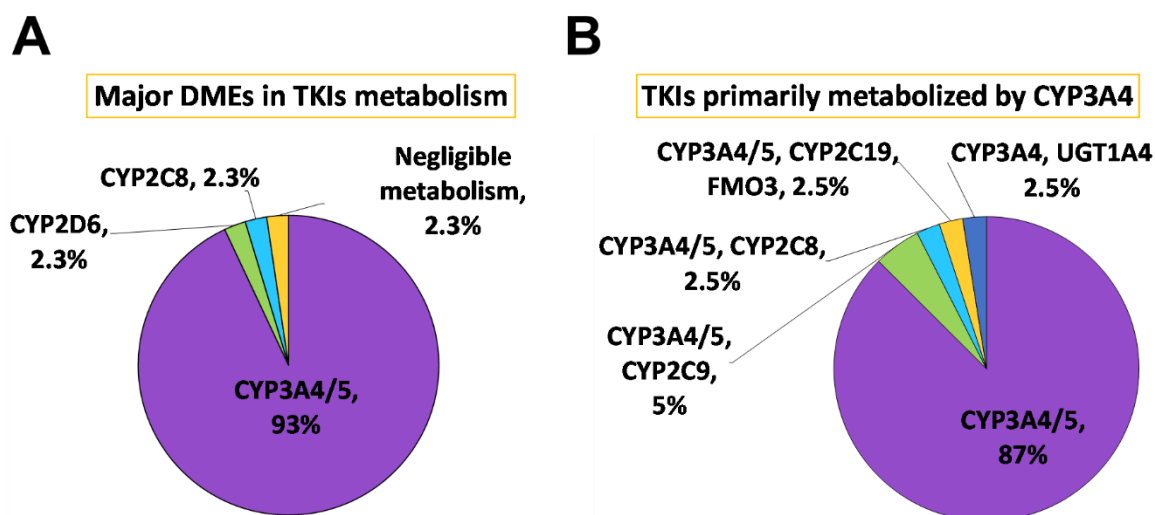 A
Major DMEs in TKIs metabolism
CYP2C8, 2.3%
Negligible
metabolism,
2.3%
CYP2D6,
2.3%
CYP3A4/5,
93%
B
TKIs primarily metabolized by CYP3A4
CYP3A4/5, CYP2C19,
FMO3, 2.5%
CYP3A4, UGT1A4
2.5%
CYP3A4/5, CYP2C8,
2.5%
CYP3A4/5,
CYP2C9,
5%
CYP3A4/5,
87%